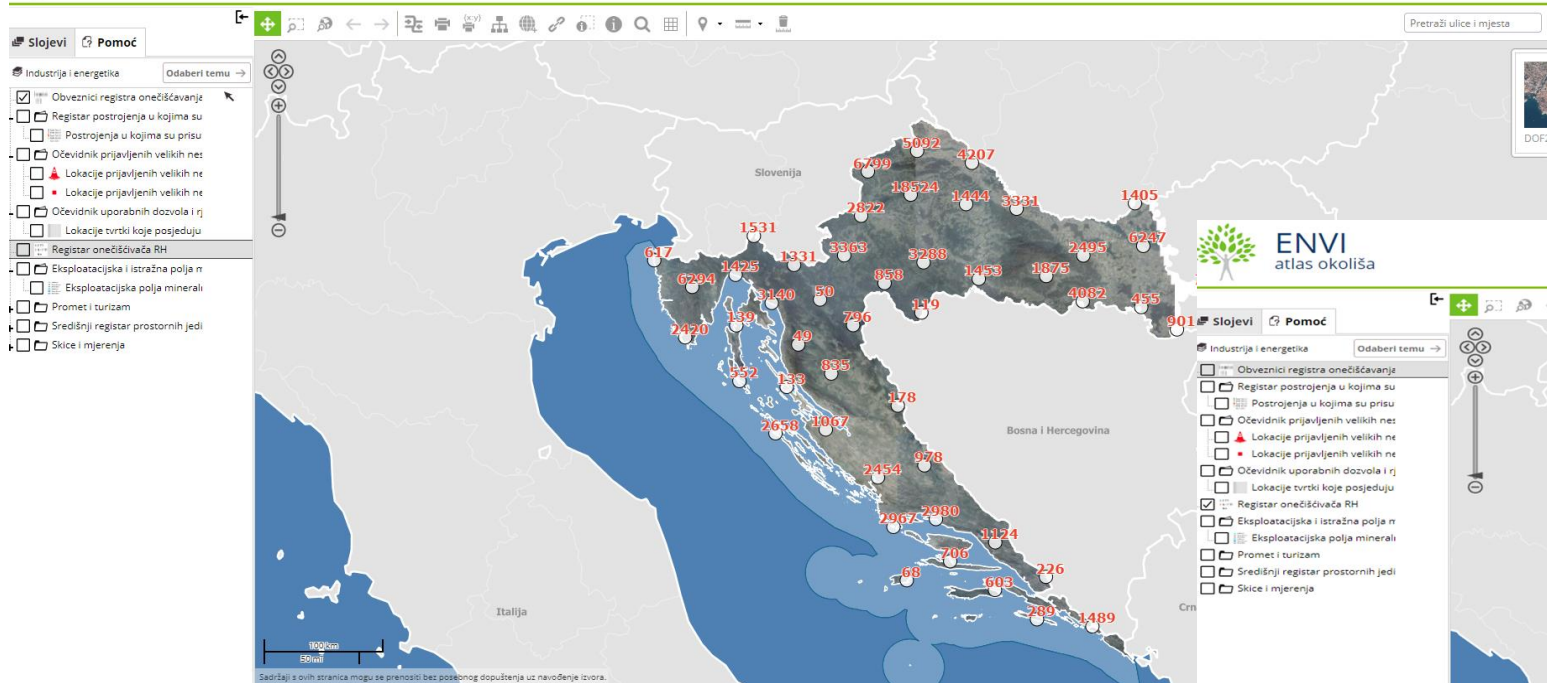 (x:y)
Pretraži ulice i mjesta
Slojevi
Pomoć
Industrija i energetika
Odaberi temu →
Obveznici registra onečišćavanja
Registar postrojenja u kojima su
Postrojenja u kojima su prisu
Očevidnik prijavljenih velikih nes
Lokacije prijavljenih velikih ne
Lokacije prijavljenih velikih ne
Očevidnik uporabnih dozvola i rj
Lokacije tvrtki koje posjeduju
Registar onečišćivača RH
Eksploatacijska i istražna polja m
Eksploatacijska polja minerali
Promet i turizam
Središnji registar prostornih jedi
Skice i mjerenja
5092
6799
4207
Slovenija
18524
1444
3331
1405
2822
1531
617
1425
1331
3363
3288
2495
6247
6294
858
1453
1875
3140
50
119
4082
455
139
796
901
2420
49
552
133
835
178
2658
1067
Bosna i Hercegovina
2454
978
2967
2980
1124
706
68
603
226
289
1489
Crn
Italija
100 km
50 mi
Sadržaji s ovih stranica mogu se prenositi bez posebnog dopuštenja uz navođenje izvora.
ENVI
atlas okoliša
Slojevi
Pomoć
Industrija i energetika
Odaberi temu →
Obveznici registra onečišćavanja
Registar postrojenja u kojima su
Postrojenja u kojima su prisu
Očevidnik prijavljenih velikih nes
Lokacije prijavljenih velikih ne
Lokacije prijavljenih velikih ne
Očevidnik uporabnih dozvola i rj
Lokacije tvrtki koje posjeduju
Registar onečišćivača RH
Eksploatacijska i istražna polja m
Eksploatacijska polja minerali
Promet i turizam
Središnji registar prostornih jedi
Skice i mjerenja